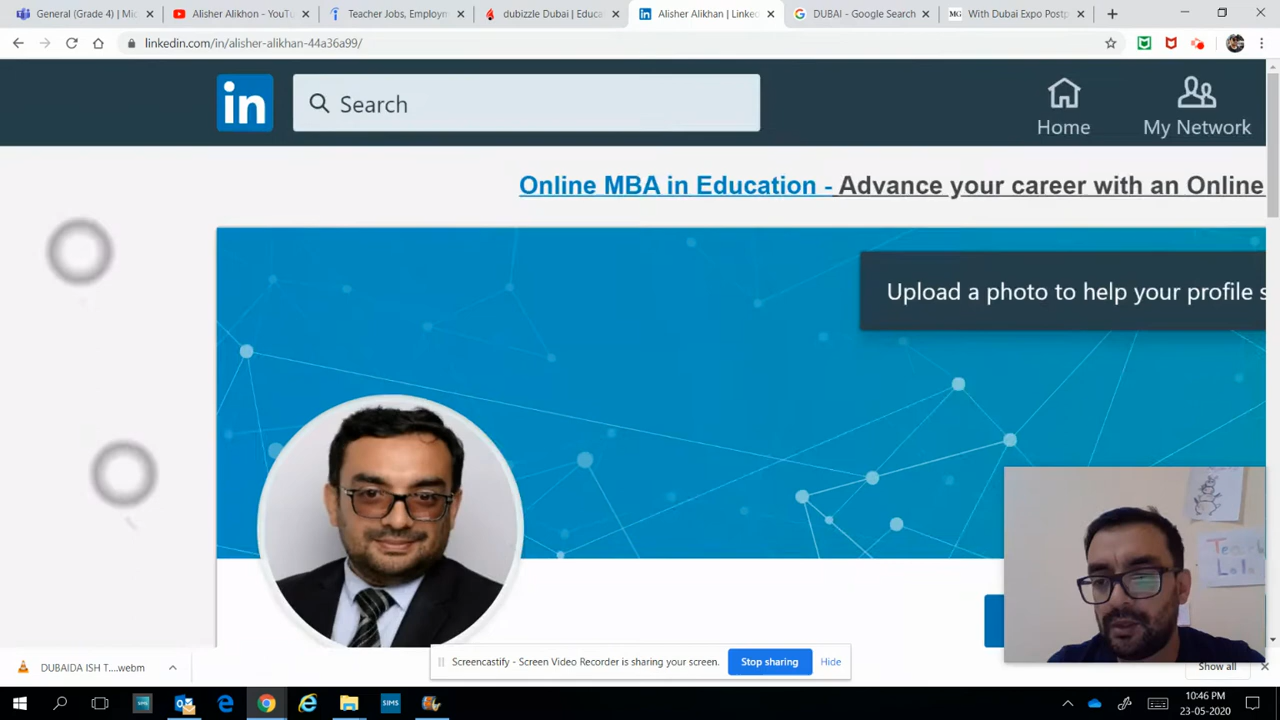 General (Grade 4) | Mic
Alisher Alikhon - YouTu
Teacher Jobs, Employm
dubizzle Dubai | Educa
Alisher Alikhan | Linke
DUBAI - Google Search
With Dubai Expo Postp
linkedin.com/in/alisher-alikhan-44a36a99/
in
Search
Home
My Network
Online MBA in Education - Advance your career with an Online
Upload a photo to help your profile s
DUBAIDA ISH T....webm
Screencastify - Screen Video Recorder is sharing your screen.
Stop sharing
Hide
Show all
SIMS
10:46 PM
23-05-2020